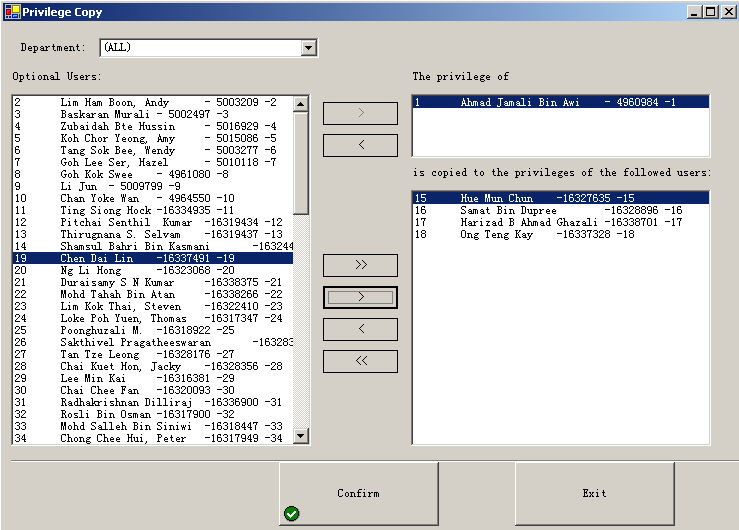 Privilege Copy
Department: (ALL)
Optional Users:
2 Lim Ham Boon, Andy - 5003209 -2
3 Baskaran Murali - 5002497 -3
4 Zubaidah Bte Hussin - 5016929 -4
5 Koh Chor Yeong, Amy - 5015086 -5
6 Tang Sok Bee, Wendy - 5003277 -6
7 Goh Lee Ser, Hazel - 5010118 -7
8 Goh Kok Swee - 4961080 -8
9 Li Jun - 5009799 -9
10 Chan Yoke Wan - 4964550 -10
11 Ting Siong Hock -16334935 -11
12 Pitchai Senthil Kumar -16319434 -12
13 Thirugnana S. Selvam -16319437 -13
14 Shamsul Bahri Bin Kasmani -163244
19 Chen Dai Lin -16337491 -19
20 Ng Li Hong -16323068 -20
21 Duraisamy S N Kumar -16338375 -21
22 Mohd Tahah Bin Atan -16338266 -22
23 Lim Kok Thai, Steven -16322410 -23
24 Loke Poh Yuen, Thomas -16317347 -24
25 Poonghuzali M. -16318922 -25
26 Sakthivel Pragatheeswaran -163283
27 Tan Tze Leong -16328176 -27
28 Chai Kuet Hon, Jacky -16328356 -28
29 Lee Min Kai -16316381 -29
30 Chai Chee Fan -16320093 -30
31 Radhakrishnan Dilliraj -16336900 -31
32 Rosli Bin Osman -16317900 -32
33 Mohd Salleh Bin Siniwi -16318447 -33
34 Chong Chee Hui, Peter -16317949 -34
>
<
>>
>
<
<<
The privilege of
1 Ahmad Jamali Bin Awi - 4960984 -1
is copied to the privileges of the followed users:
15 Hue Mun Chun -16327635 -15
16 Samat Bin Dupree -16328896 -16
17 Harizad B Ahmad Ghazali -16338701 -17
18 Ong Teng Kay -16337328 -18
Confirm
Exit